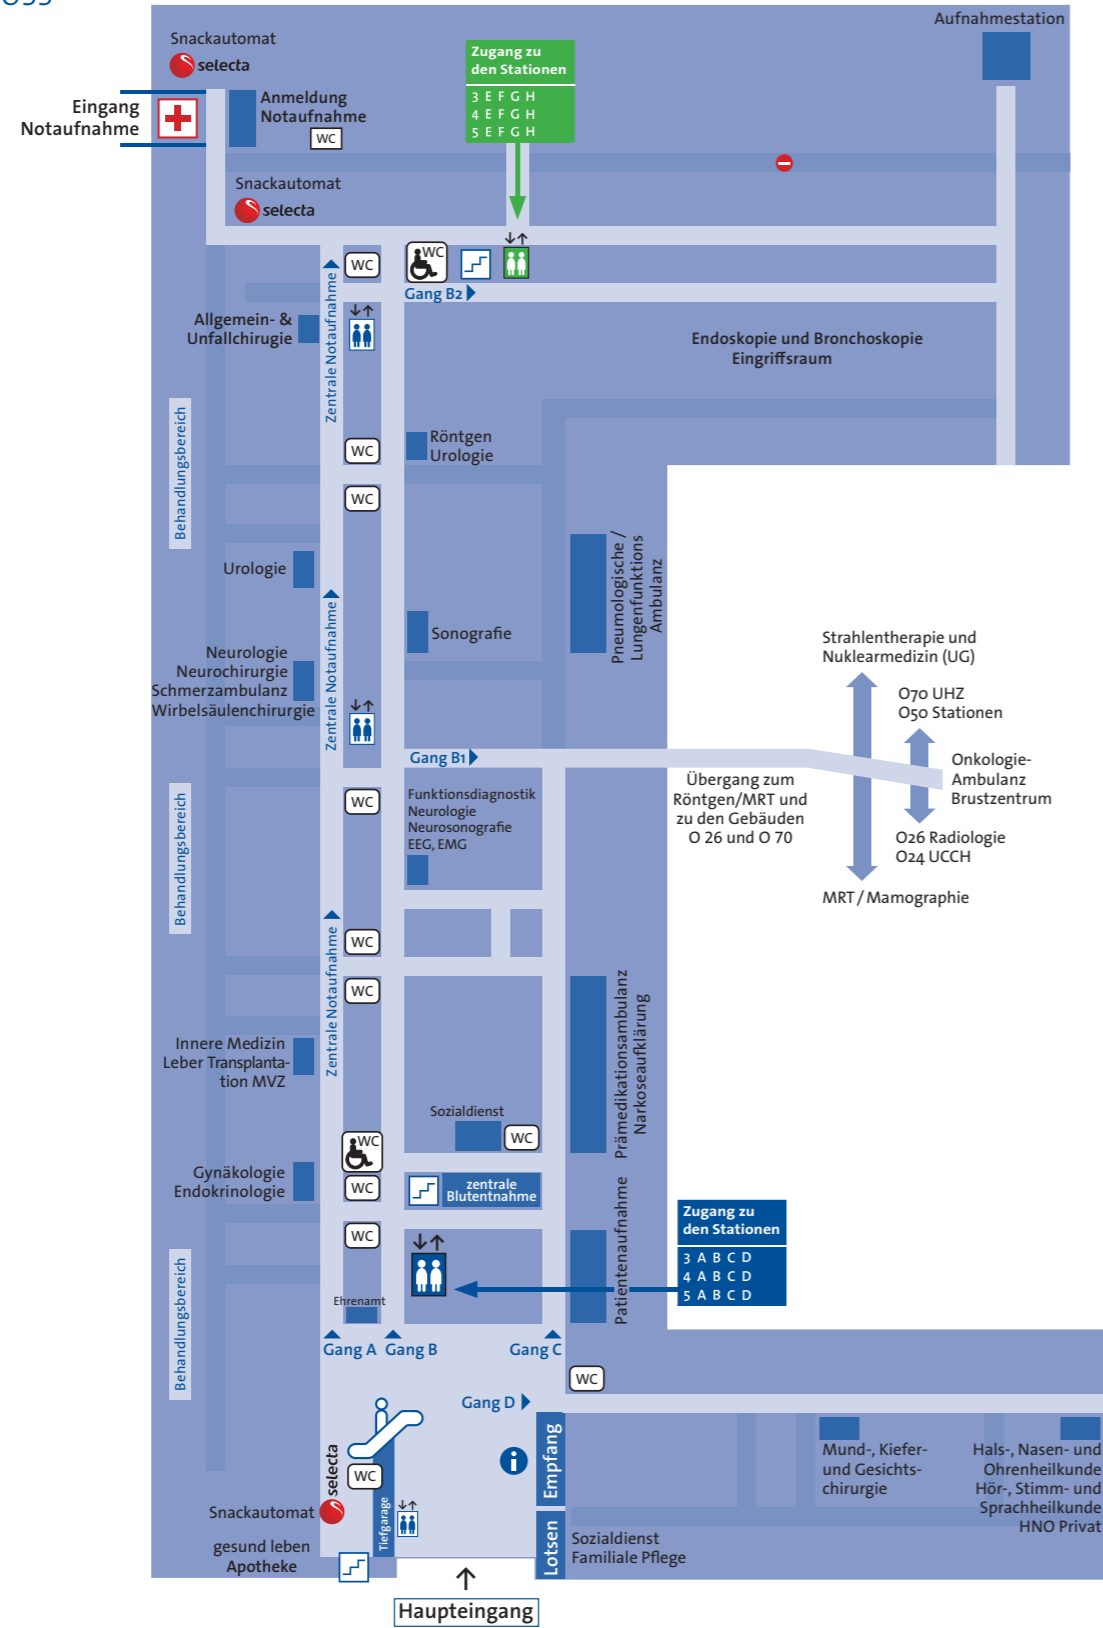 Aufnahmestation
Snackautomat
selecta
Zugang zu
den Stationen
3 E F G H
4 E F G H
5 E F G H
Eingang
Notaufnahme
Anmeldung
Notaufnahme
WC
Snackautomat
selecta
WC
WC
Gang B2
Zentrale Notaufnahme
Allgemein- &
Unfallchirugie
Endoskopie und Bronchoskopie
Eingriffsraum
Behandlungsbereich
WC
Röntgen
Urologie
WC
Urologie
Pneumologische /
Lungenfunktions
Ambulanz
Zentrale Notaufnahme
Sonografie
Neurologie
Neurochirurgie
Schmerzambulanz
Wirbelsäulenchirurgie
Strahlentherapie und
Nuklearmedizin (UG)
O70 UHZ
O50 Stationen
Gang B1
Übergang zum
Röntgen/MRT und
zu den Gebäuden
O 26 und O 70
Onkologie-
Ambulanz
Brustzentrum
O26 Radiologie
O24 UCCH
MRT / Mamographie
Behandlungsbereich
WC
Funktionsdiagnostik
Neurologie
Neurosonografie
EEG, EMG
Zentrale Notaufnahme
WC
WC
Prämedikationsambulanz
Narkoseaufklärung
Innere Medizin
Leber Transplanta-
tion MVZ
Sozialdienst
WC
WC
Gynäkologie
Endokrinologie
WC
zentrale
Blutentnahme
Patientenaufnahme
Zugang zu
den Stationen
3 A B C D
4 A B C D
5 A B C D
WC
Behandlungsbereich
Ehrenamt
Gang A
Gang B
Gang C
WC
Gang D
Empfang
i
selecta
WC
Snackautomat
Tiefgarage
Mund-, Kiefer-
und Gesichts-
chirurgie
Hals-, Nasen- und
Ohrenheilkunde
Hör-, Stimm- und
Sprachheilkunde
HNO Privat
gesund leben
Apotheke
Lotsen
Sozialdienst
Familiale Pflege
Haupteingang